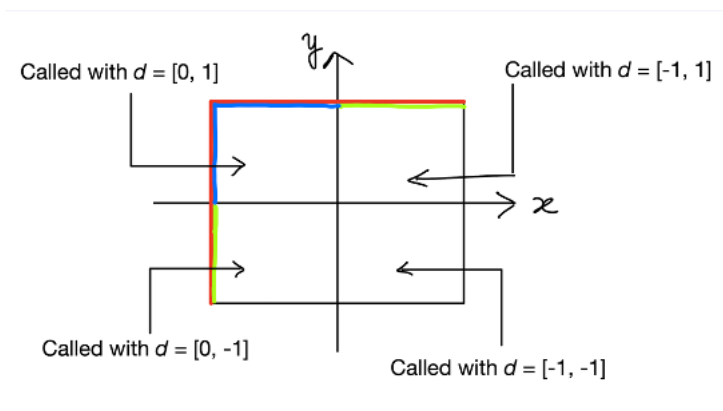 y
Called with d = [0, 1]
Called with d = [-1, 1]
x
Called with d = [0, -1]
Called with d = [-1, -1]